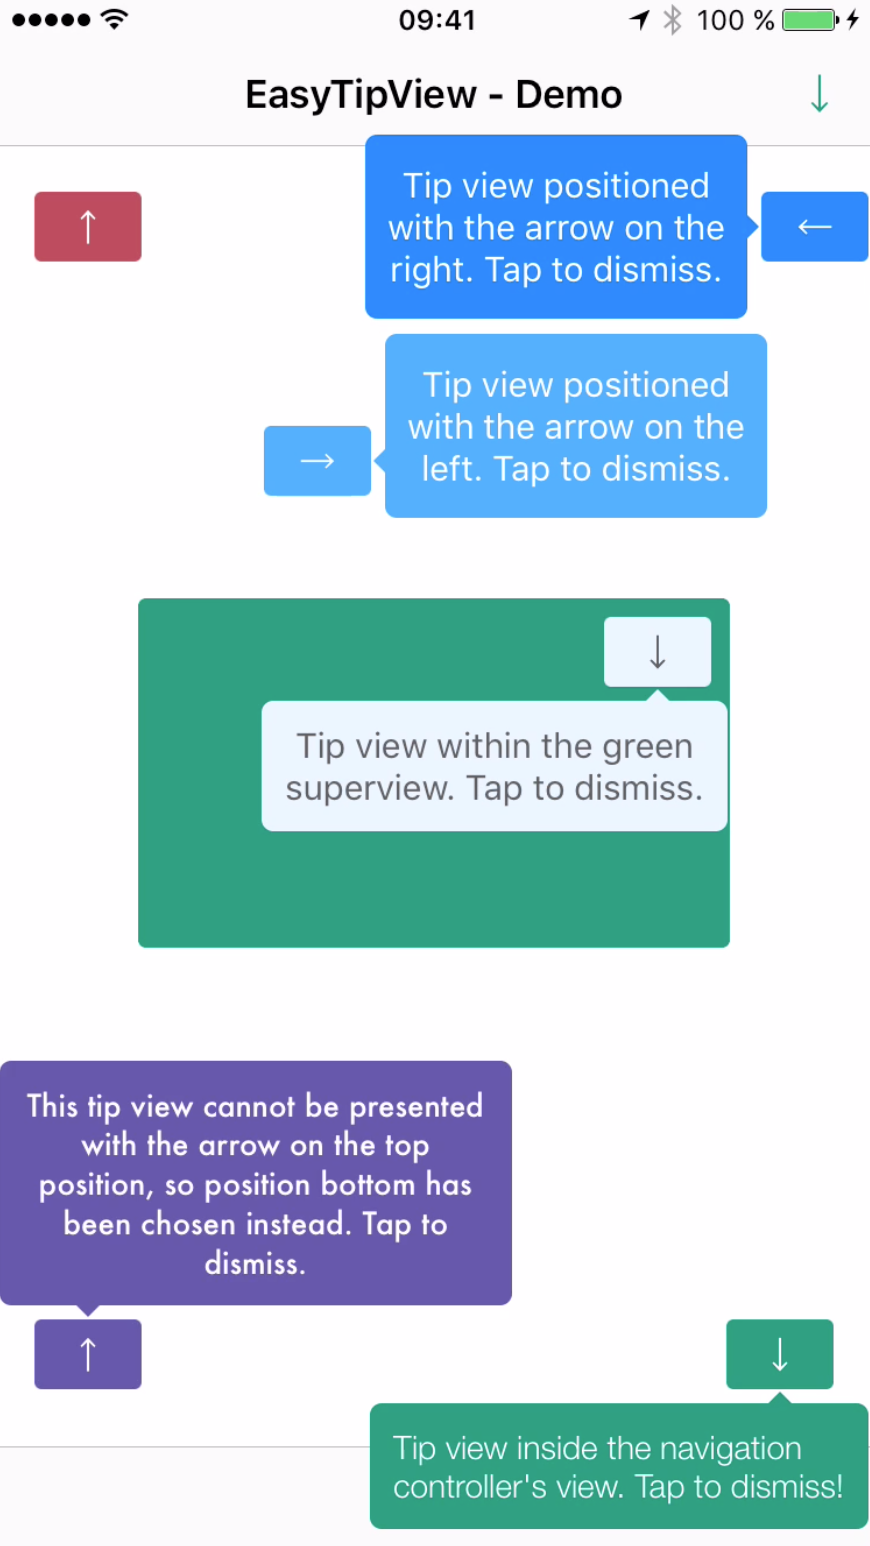 09:41
100 %
EasyTipView - Demo
↓
↑
Tip view positioned
with the arrow on the
right. Tap to dismiss.
←
Tip view positioned
with the arrow on the
left. Tap to dismiss.
→
↓
Tip view within the green
superview. Tap to dismiss.
This tip view cannot be presented
with the arrow on the top
position, so position bottom has
been chosen instead. Tap to
dismiss.
↑
↓
Tip view inside the navigation
controller's view. Tap to dismiss!